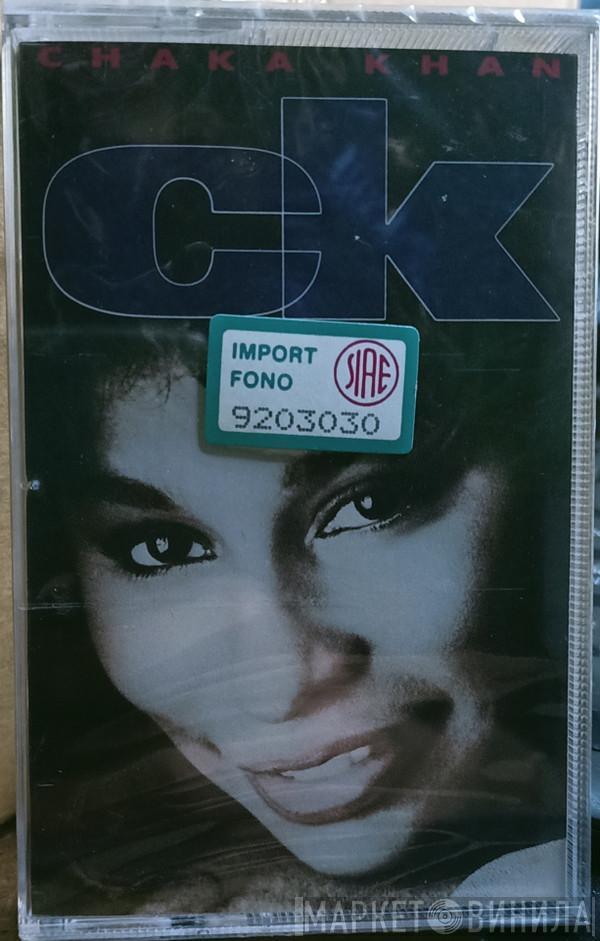 CHAKA KHAN
ck
IMPORT
FONO
SIAE
9203030
МАРКЕТ ВИНИЛА